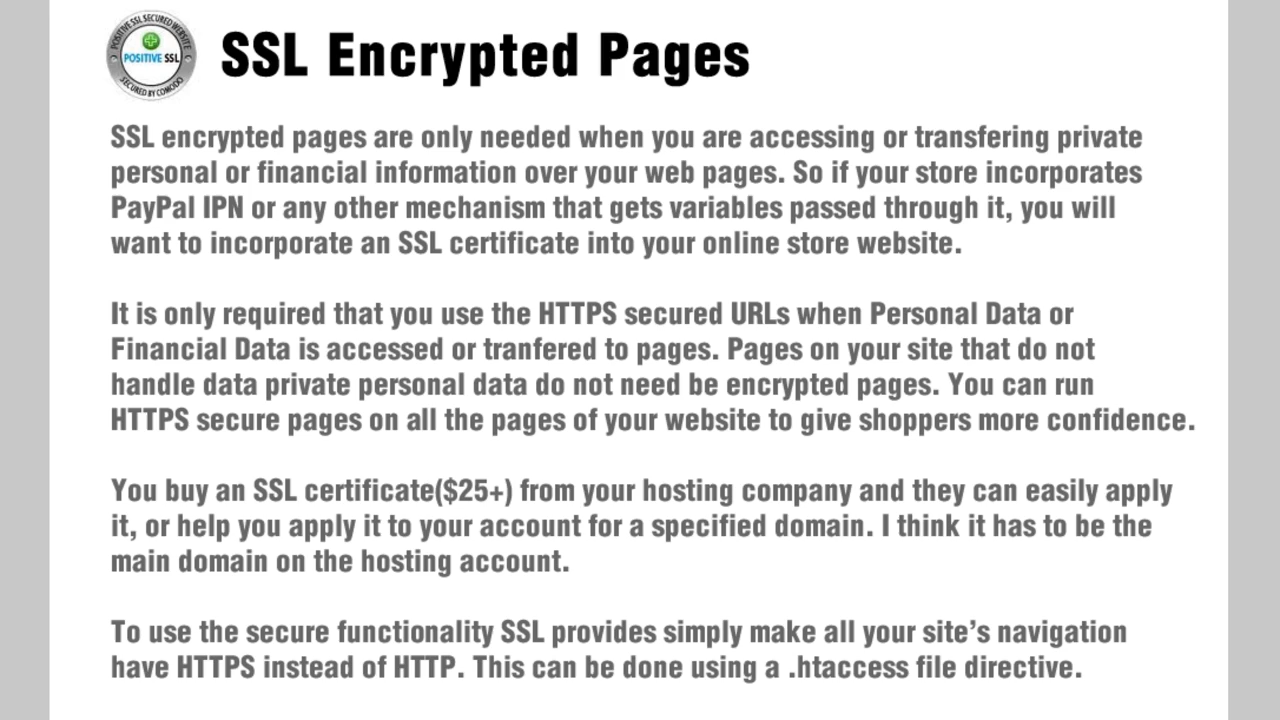 POSITIVE SSL SECURED WEBSITE
POSITIVE SSL
SECURED BY COMODO
SSL Encrypted Pages
SSL encrypted pages are only needed when you are accessing or transfering private
personal or financial information over your web pages. So if your store incorporates
PayPal IPN or any other mechanism that gets variables passed through it, you will
want to incorporate an SSL certificate into your online store website.
It is only required that you use the HTTPS secured URLs when Personal Data or
Financial Data is accessed or tranfered to pages. Pages on your site that do not
handle data private personal data do not need be encrypted pages. You can run
HTTPS secure pages on all the pages of your website to give shoppers more confidence.
You buy an SSL certificate($25+) from your hosting company and they can easily apply
it, or help you apply it to your account for a specified domain. I think it has to be the
main domain on the hosting account.
To use the secure functionality SSL provides simply make all your site’s navigation
have HTTPS instead of HTTP. This can be done using a .htaccess file directive.